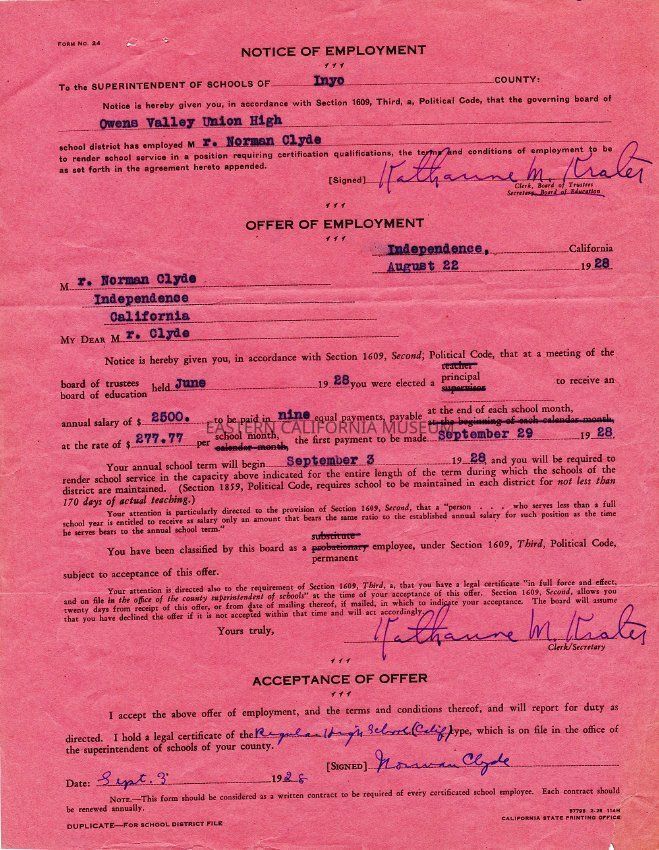 FORM NO. 24
NOTICE OF EMPLOYMENT
To the SUPERINTENDENT OF SCHOOLS OF Inyo COUNTY:
Notice is hereby given you, in accordance with Section 1609, Third, a, Political Code, that the governing board of
Owens Valley Union High
school district has employed M r. Norman Clyde
to render school service in a position requiring certification qualifications, the terms and conditions of employment to be
as set forth in the agreement hereto appended.
[Signed] Katharine M. Krater
Clerk, Board of Trustees
Secretary, Board of Education
OFFER OF EMPLOYMENT
Independence, California
August 22 1928
M r. Norman Clyde
Independence
California
MY DEAR M r. Clyde
Notice is hereby given you, in accordance with Section 1609, Second, Political Code, that at a meeting of the
teacher
board of trustees held June 1928 you were elected a principal to receive an
board of education supervisor
annual salary of $ 2500. to be paid in nine equal payments, payable at the end of each school month,
at the beginning of each calendar month,
EASTERN CALIFORNIA MUSEUM
at the rate of $ 277.77 per school month, the first payment to be made September 29 1928
calendar month,
Your annual school term will begin September 3 1928, and you will be required to
render school service in the capacity above indicated for the entire length of the term during which the schools of the
district are maintained. (Section 1859, Political Code, requires school to be maintained in each district for not less than
170 days of actual teaching.)
Your attention is particularly directed to the provision of Section 1609, Second, that a "person . . . . who serves less than a full
school year is entitled to receive as salary only an amount that bears the same ratio to the established annual salary for such position as the time
he serves bears to the annual school term."
substitute
You have been classified by this board as a probationary employee, under Section 1609, Third, Political Code,
permanent
subject to acceptance of this offer.
Your attention is directed also to the requirement of Section 1609, Third, a, that you have a legal certificate "in full force and effect,
and on file in the office of the county superintendent of schools" at the time of your acceptance of this offer. Section 1609, Second, allows you
twenty days from receipt of this offer, or from date of mailing thereof, if mailed, in which to indicate your acceptance. The board will assume
that you have declined the offer if it is not accepted within that time and will act accordingly.
Yours truly,
Katharine M. Krater
Clerk/Secretary
ACCEPTANCE OF OFFER
I accept the above offer of employment, and the terms and conditions thereof, and will report for duty as
directed. I hold a legal certificate of the Regular High School (Calif) type, which is on file in the office of
the superintendent of schools of your county.
[SIGNED] Norman Clyde
Date: Sept. 3 1928
NOTE.—This form should be considered as a written contract to be required of every certificated school employee. Each contract should
be renewed annually.
DUPLICATE—FOR SCHOOL DISTRICT FILE
57795 2-28 114M
CALIFORNIA STATE PRINTING OFFICE